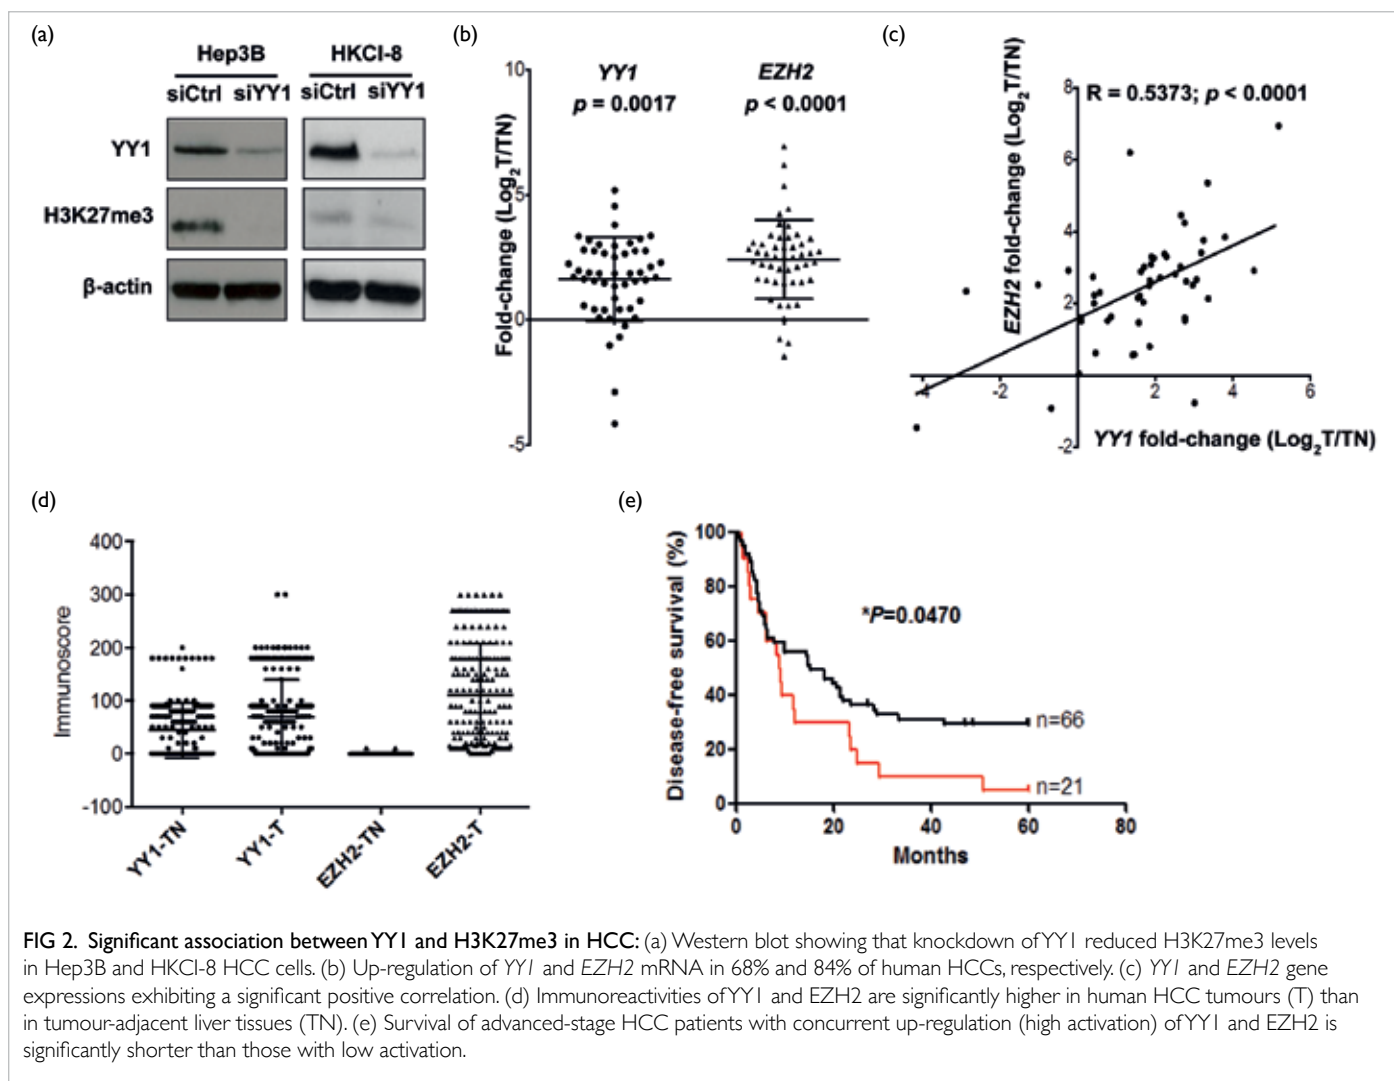 (a)
Hep3B HKCI-8
siCtrl siYY1 siCtrl siYY1
YY1
H3K27me3
β-actin
(b)
YY1 EZH2
p = 0.0017 p < 0.0001
Fold-change (Log2T/TN)
10
5
0
-5
(c)
R = 0.5373; p < 0.0001
EZH2 fold-change (Log2T/TN)
8
6
4
2
-2
-4 -2 2 4 6
YY1 fold-change (Log2T/TN)
(d)
Immunoscore
400
300
200
100
0
-100
YY1-TN YY1-T EZH2-TN EZH2-T
(e)
Disease-free survival (%)
100
80
60
40
20
0
*P=0.0470
n=66
n=21
0 20 40 60 80
Months
FIG 2. Significant association between YY1 and H3K27me3 in HCC: (a) Western blot showing that knockdown of YY1 reduced H3K27me3 levels
in Hep3B and HKCI-8 HCC cells. (b) Up-regulation of YY1 and EZH2 mRNA in 68% and 84% of human HCCs, respectively. (c) YY1 and EZH2 gene
expressions exhibiting a significant positive correlation. (d) Immunoreactivities of YY1 and EZH2 are significantly higher in human HCC tumours (T) than
in tumour-adjacent liver tissues (TN). (e) Survival of advanced-stage HCC patients with concurrent up-regulation (high activation) of YY1 and EZH2 is
significantly shorter than those with low activation.